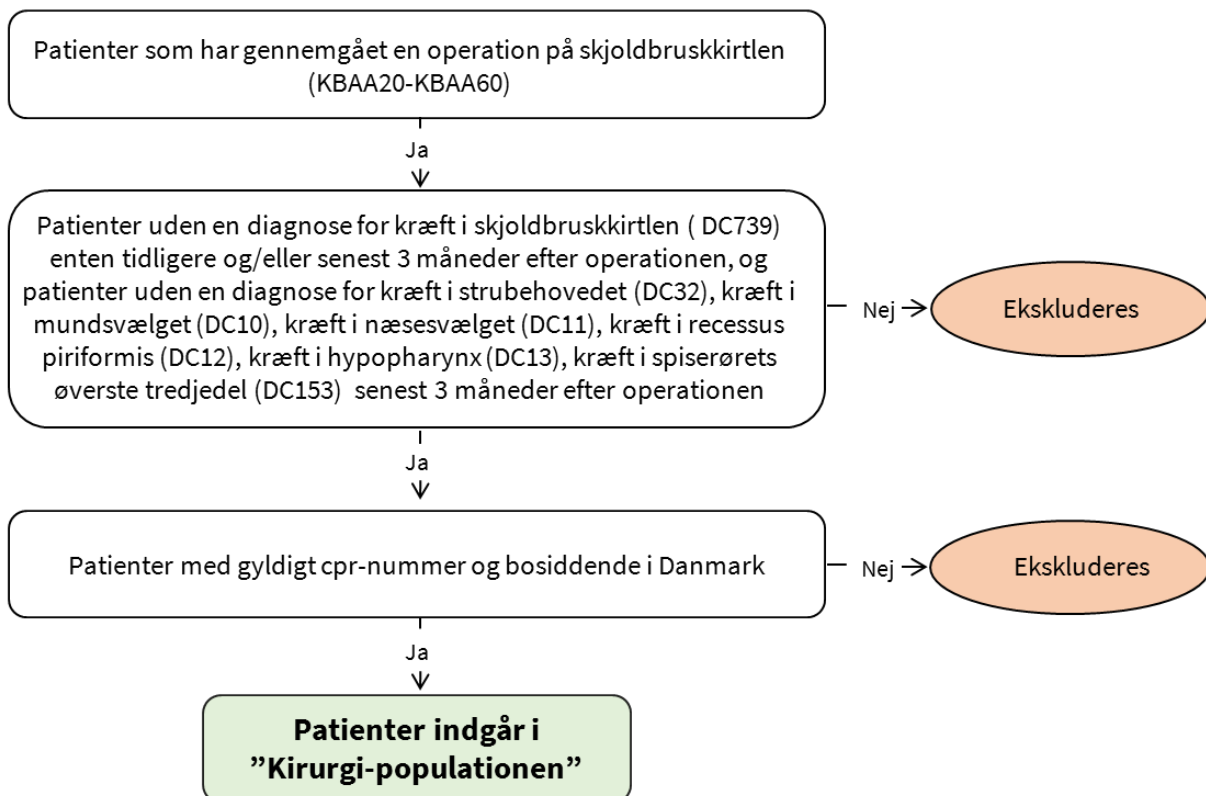 Patienter som har gennemgået en operation på skjoldbruskkirtlen
(KBAA20-KBAA60)
Ja
Patienter uden en diagnose for kræft i skjoldbruskkirtlen ( DC739)
enten tidligere og/eller senest 3 måneder efter operationen, og
patienter uden en diagnose for kræft i strubehovedet (DC32), kræft i
mundsvælget (DC10), kræft i næsesvælget (DC11), kræft i recessus
piriformis (DC12), kræft i hypopharynx (DC13), kræft i spiserørets
øverste tredjedel (DC153) senest 3 måneder efter operationen
Nej
Ekskluderes
Ja
Patienter med gyldigt cpr-nummer og bosiddende i Danmark
Nej
Ekskluderes
Ja
Patienter indgår i
”Kirurgi-populationen”